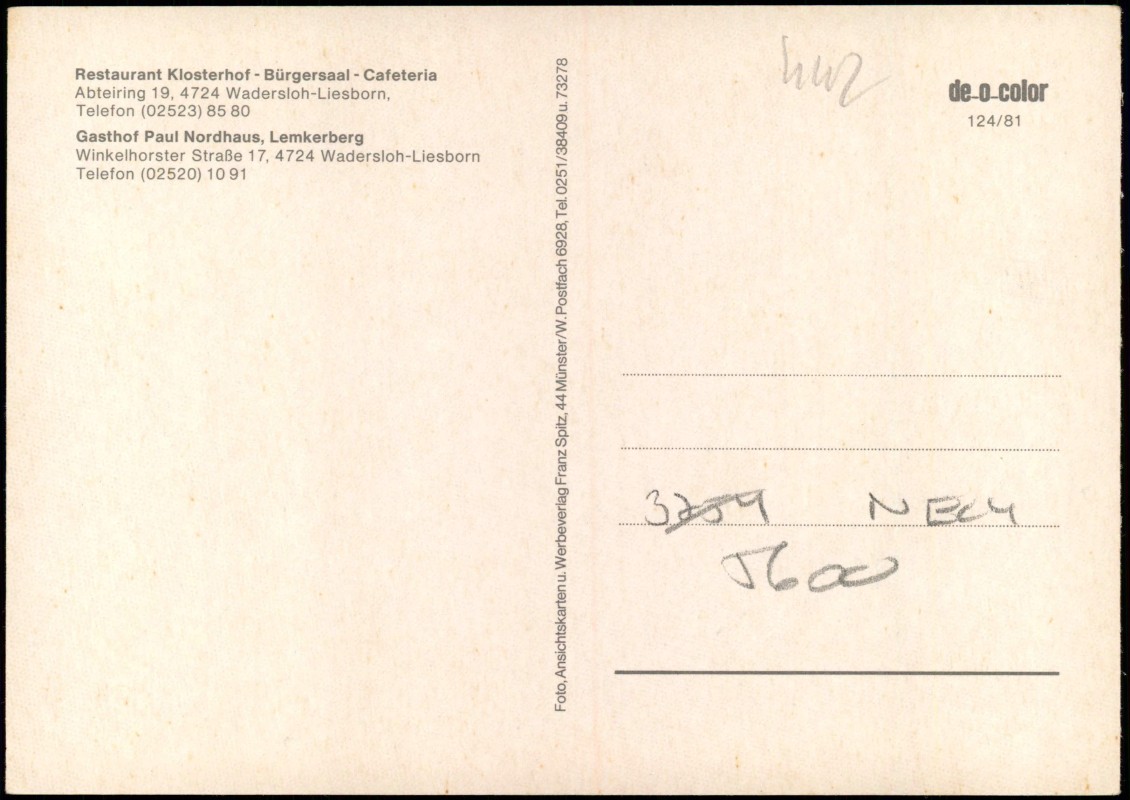 Restaurant Klosterhof - Bürgersaal - Cafeteria
Abteiring 19, 4724 Wadersloh-Liesborn,
Telefon (02523) 85 80
Gasthof Paul Nordhaus, Lemkerberg
Winkelhorster Straße 17, 4724 Wadersloh-Liesborn
Telefon (02520) 10 91
Foto, Ansichtskarten u. Werbeverlag Franz Spitz, 44 Münster/W. Postfach 6928, Tel. 0251/38409 u. 73278
de-o-color
124/81
5600